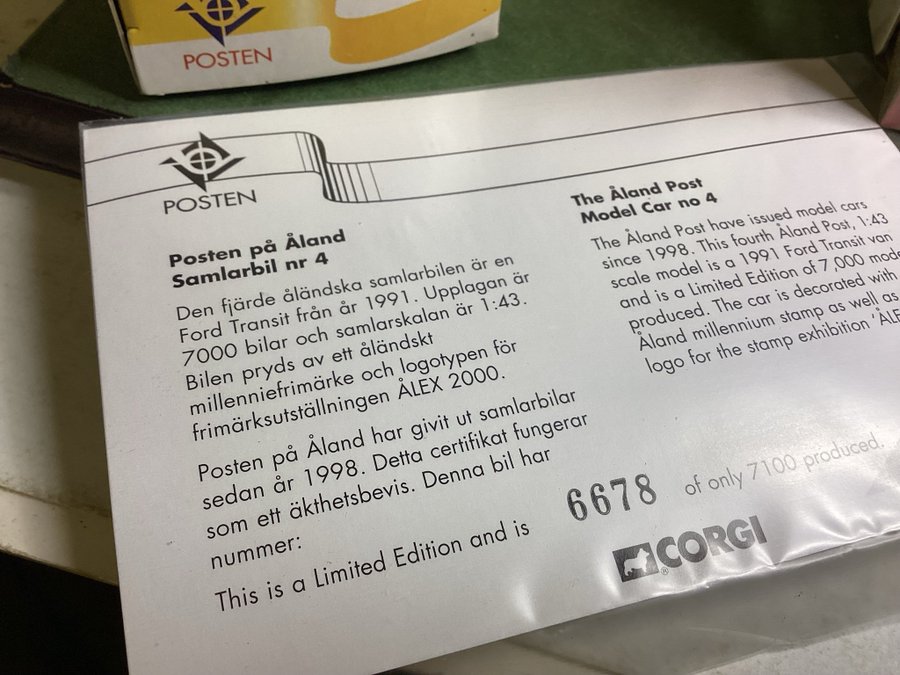 POSTEN
POSTEN
Posten på Åland
Samlarbil nr 4
Den fjärde åländska samlarbilen är en
Ford Transit från år 1991. Upplagan är
7000 bilar och samlarskalan är 1:43.
Bilen pryds av ett åländskt
millenniefrimärke och logotypen för
frimärksutställningen ÅLEX 2000.
Posten på Åland har givit ut samlarbilar
sedan år 1998. Detta certifikat fungerar
som ett äkthetsbevis. Denna bil har
nummer:
The Åland Post
Model Car no 4
The Åland Post have issued model cars
since 1998. This fourth Åland Post, 1:43
scale model is a 1991 Ford Transit van
and is a Limited Edition of 7,000
produced. The car is decorated with
Åland millennium stamp as well as
logo for the stamp exhibition
This is a Limited Edition and is 6678 of only 7100 produced.
CORGI